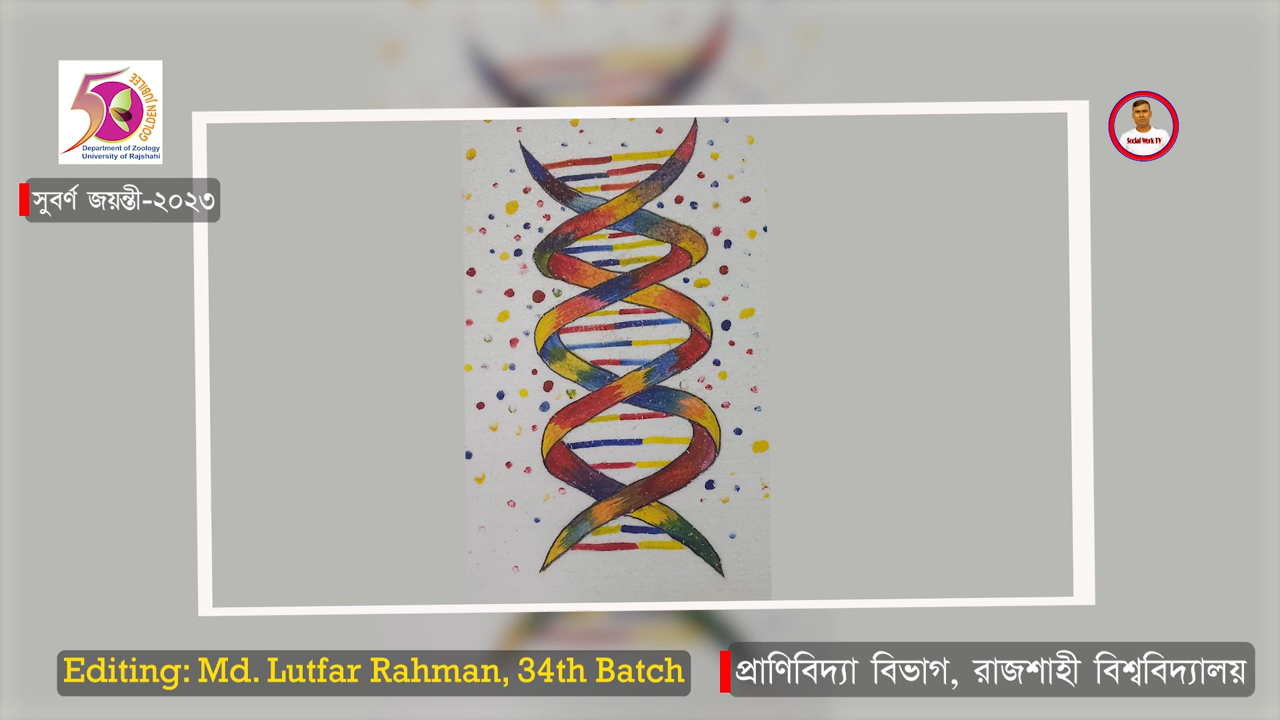 50
GOLDEN JUBILEE
Department of Zoology
University of Rajshahi
Social Work TV
সুবর্ণ জয়ন্তী-২০২৩
Editing: Md. Lutfar Rahman, 34th Batch
প্রাণিবিদ্যা বিভাগ, রাজশাহী বিশ্ববিদ্যালয়